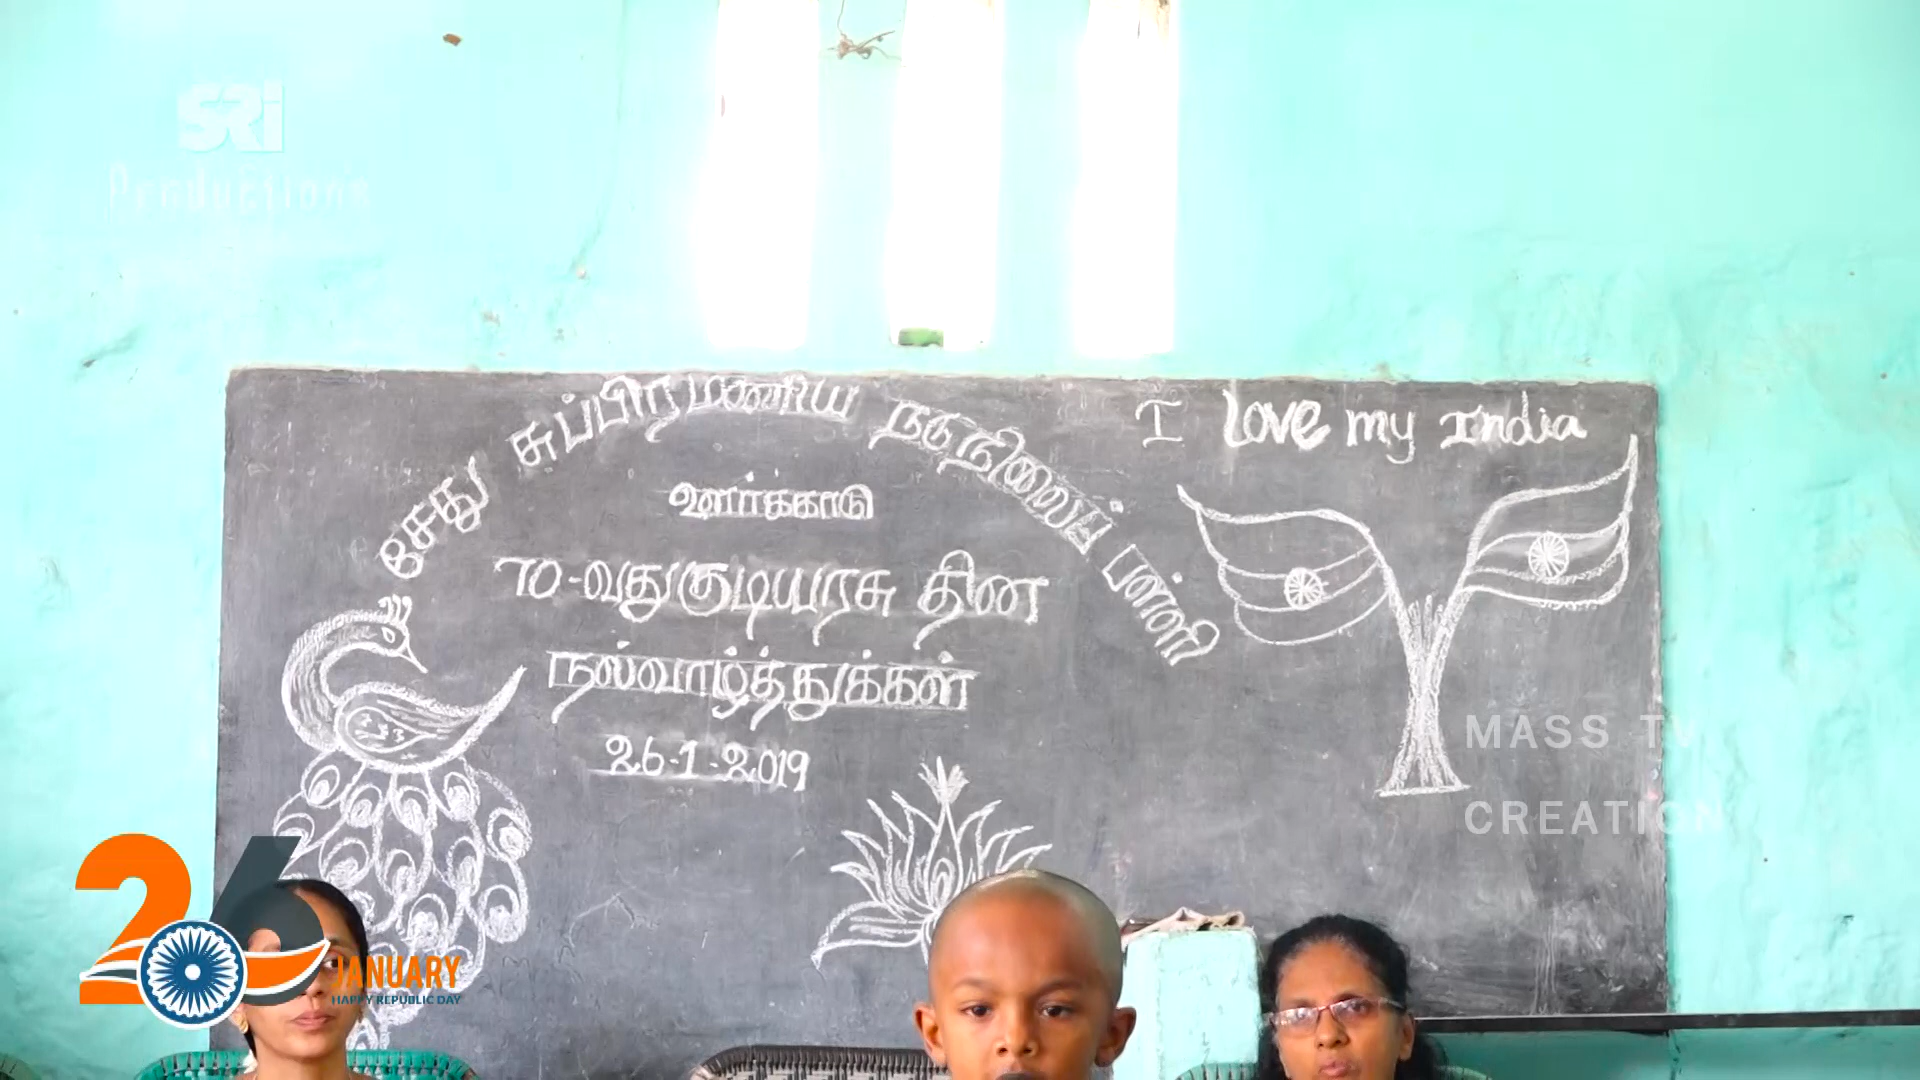 SRi
Productions
சேது சுப்பிரமணிய நடுநிலைப் பள்ளி
ஊர்க்காடு
70-வது குடியரசு தின
நல்வாழ்த்துக்கள்
26-1-2019
I love my India
MASS TV
CREATION
26
JANUARY
HAPPY REPUBLIC DAY